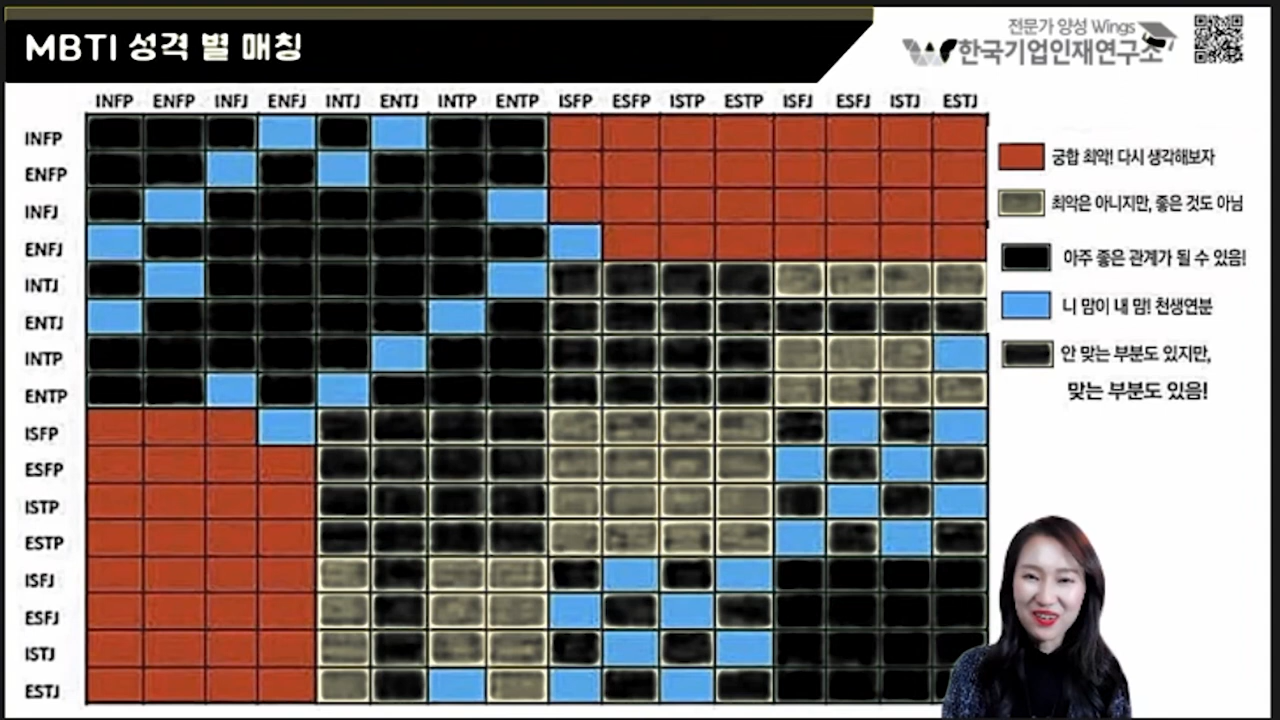 MBTI 성격 별 매칭
전문가 양성 Wings
한국기업인재연구소
INFP ENFP INFJ ENFJ INTJ ENTJ INTP ENTP ISFP ESFP ISTP ESTP ISFJ ESFJ ISTJ ESTJ
INFP
ENFP
INFJ
ENFJ
INTJ
ENTJ
INTP
ENTP
ISFP
ESFP
ISTP
ESTP
ISFJ
ESFJ
ISTJ
ESTJ
궁합 최악! 다시 생각해보자
최악은 아니지만, 좋은 것도 아님
아주 좋은 관계가 될 수 있음!
니 맘이 내 맘! 천생연분
안 맞는 부분도 있지만,
맞는 부분도 있음!